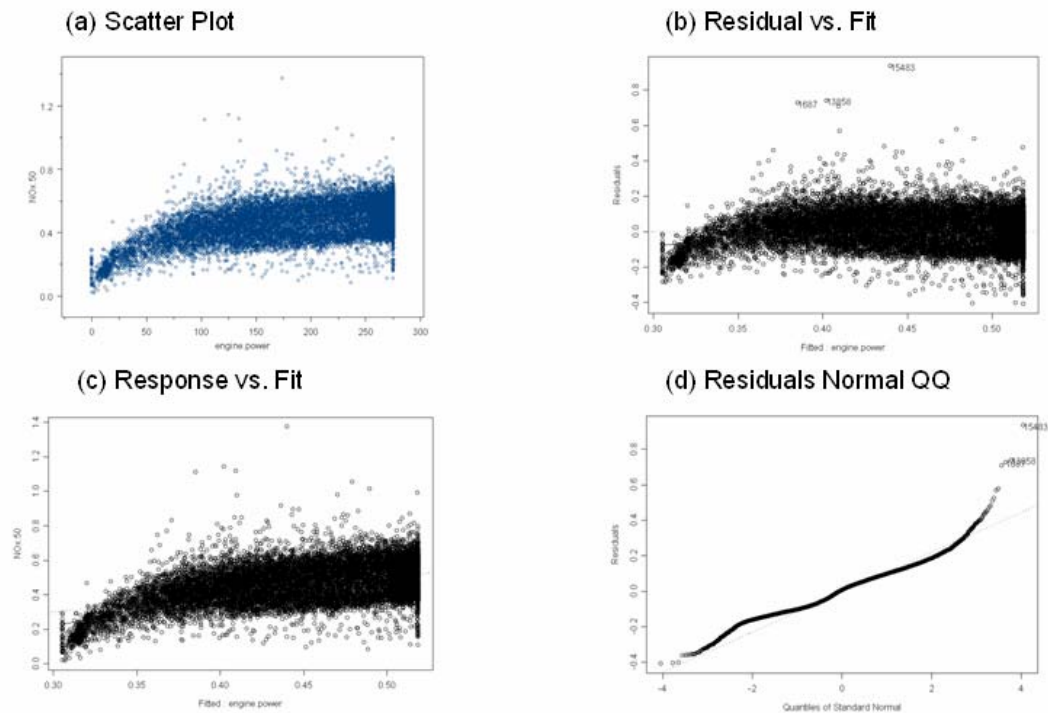 (a) Scatter Plot
NOx 50
0.0 0.4 0.8 1.2
0 50 100 150 200 250 300
engine power
(b) Residual vs. Fit
Residuals
-0.4 -0.2 0.0 0.2 0.4 0.6 0.8
15483
1687
13858
0.30 0.35 0.40 0.45 0.50
Fitted : engine power
(c) Response vs. Fit
NOx 50
0.0 0.2 0.4 0.6 0.8 1.0 1.2 1.4
0.30 0.35 0.40 0.45 0.50
Fitted : engine power
(d) Residuals Normal QQ
Residuals
-0.4 -0.2 0.0 0.2 0.4 0.6 0.8
15483
-4 -2 0 2 4
Quantiles of Standard Normal